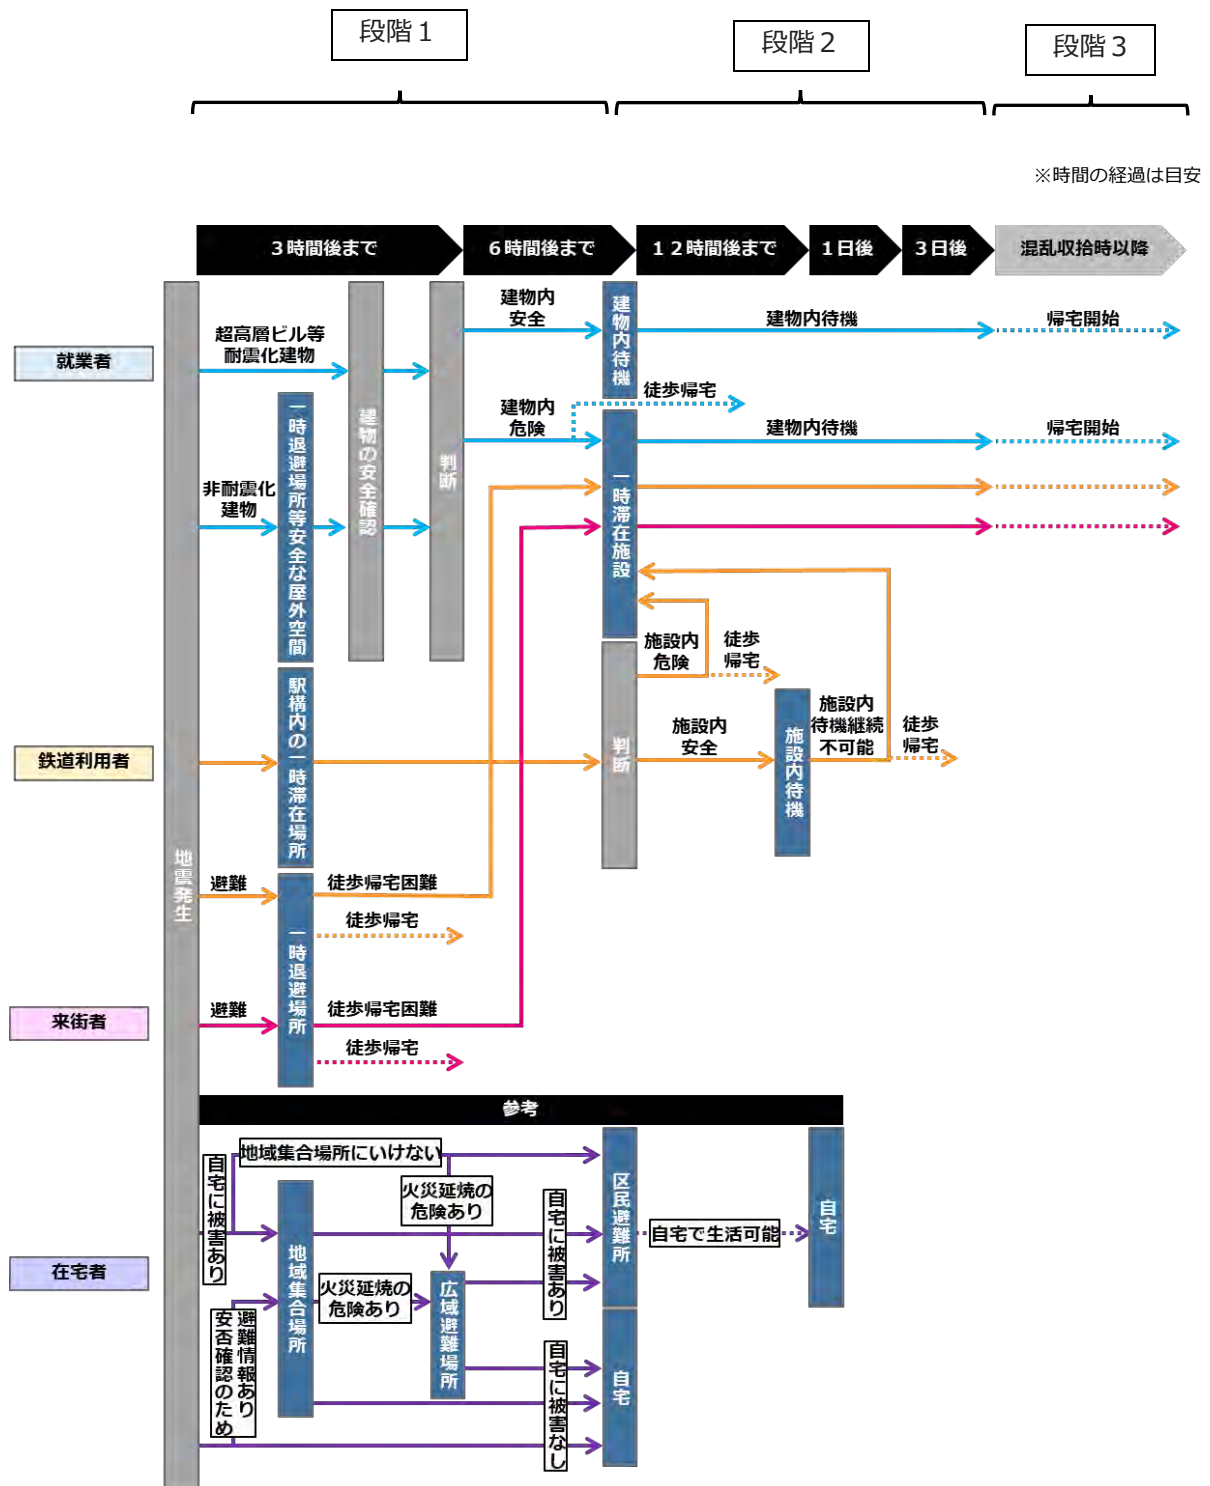 段階１
段階２
段階３
※時間の経過は目安
３時間後まで
６時間後まで
１２時間後まで
１日後
３日後
混乱収拾時以降
就業者
鉄道利用者
来街者
在宅者
地震発生
超高層ビル等
耐震化建物
非耐震化
建物
一時退避場所等安全な屋外空間
建物の安全確認
判断
建物内
安全
建物内待機
建物内待機
帰宅開始
建物内
危険
徒歩帰宅
一時滞在施設
建物内待機
帰宅開始
駅構内の一時滞在場所
判断
施設内
危険
徒歩
帰宅
施設内
安全
施設内待機
施設内
待機継続
不可能
徒歩
帰宅
避難
一時退避場所
徒歩帰宅困難
徒歩帰宅
避難
徒歩帰宅困難
徒歩帰宅
参考
自宅に被害あり
地域集合場所にいけない
火災延焼の
危険あり
地域集合場所
火災延焼の
危険あり
広域避難場所
自宅に被害あり
区民避難所
自宅で生活可能
自宅
避難情報あり
安否確認のため
自宅に被害なし
自宅